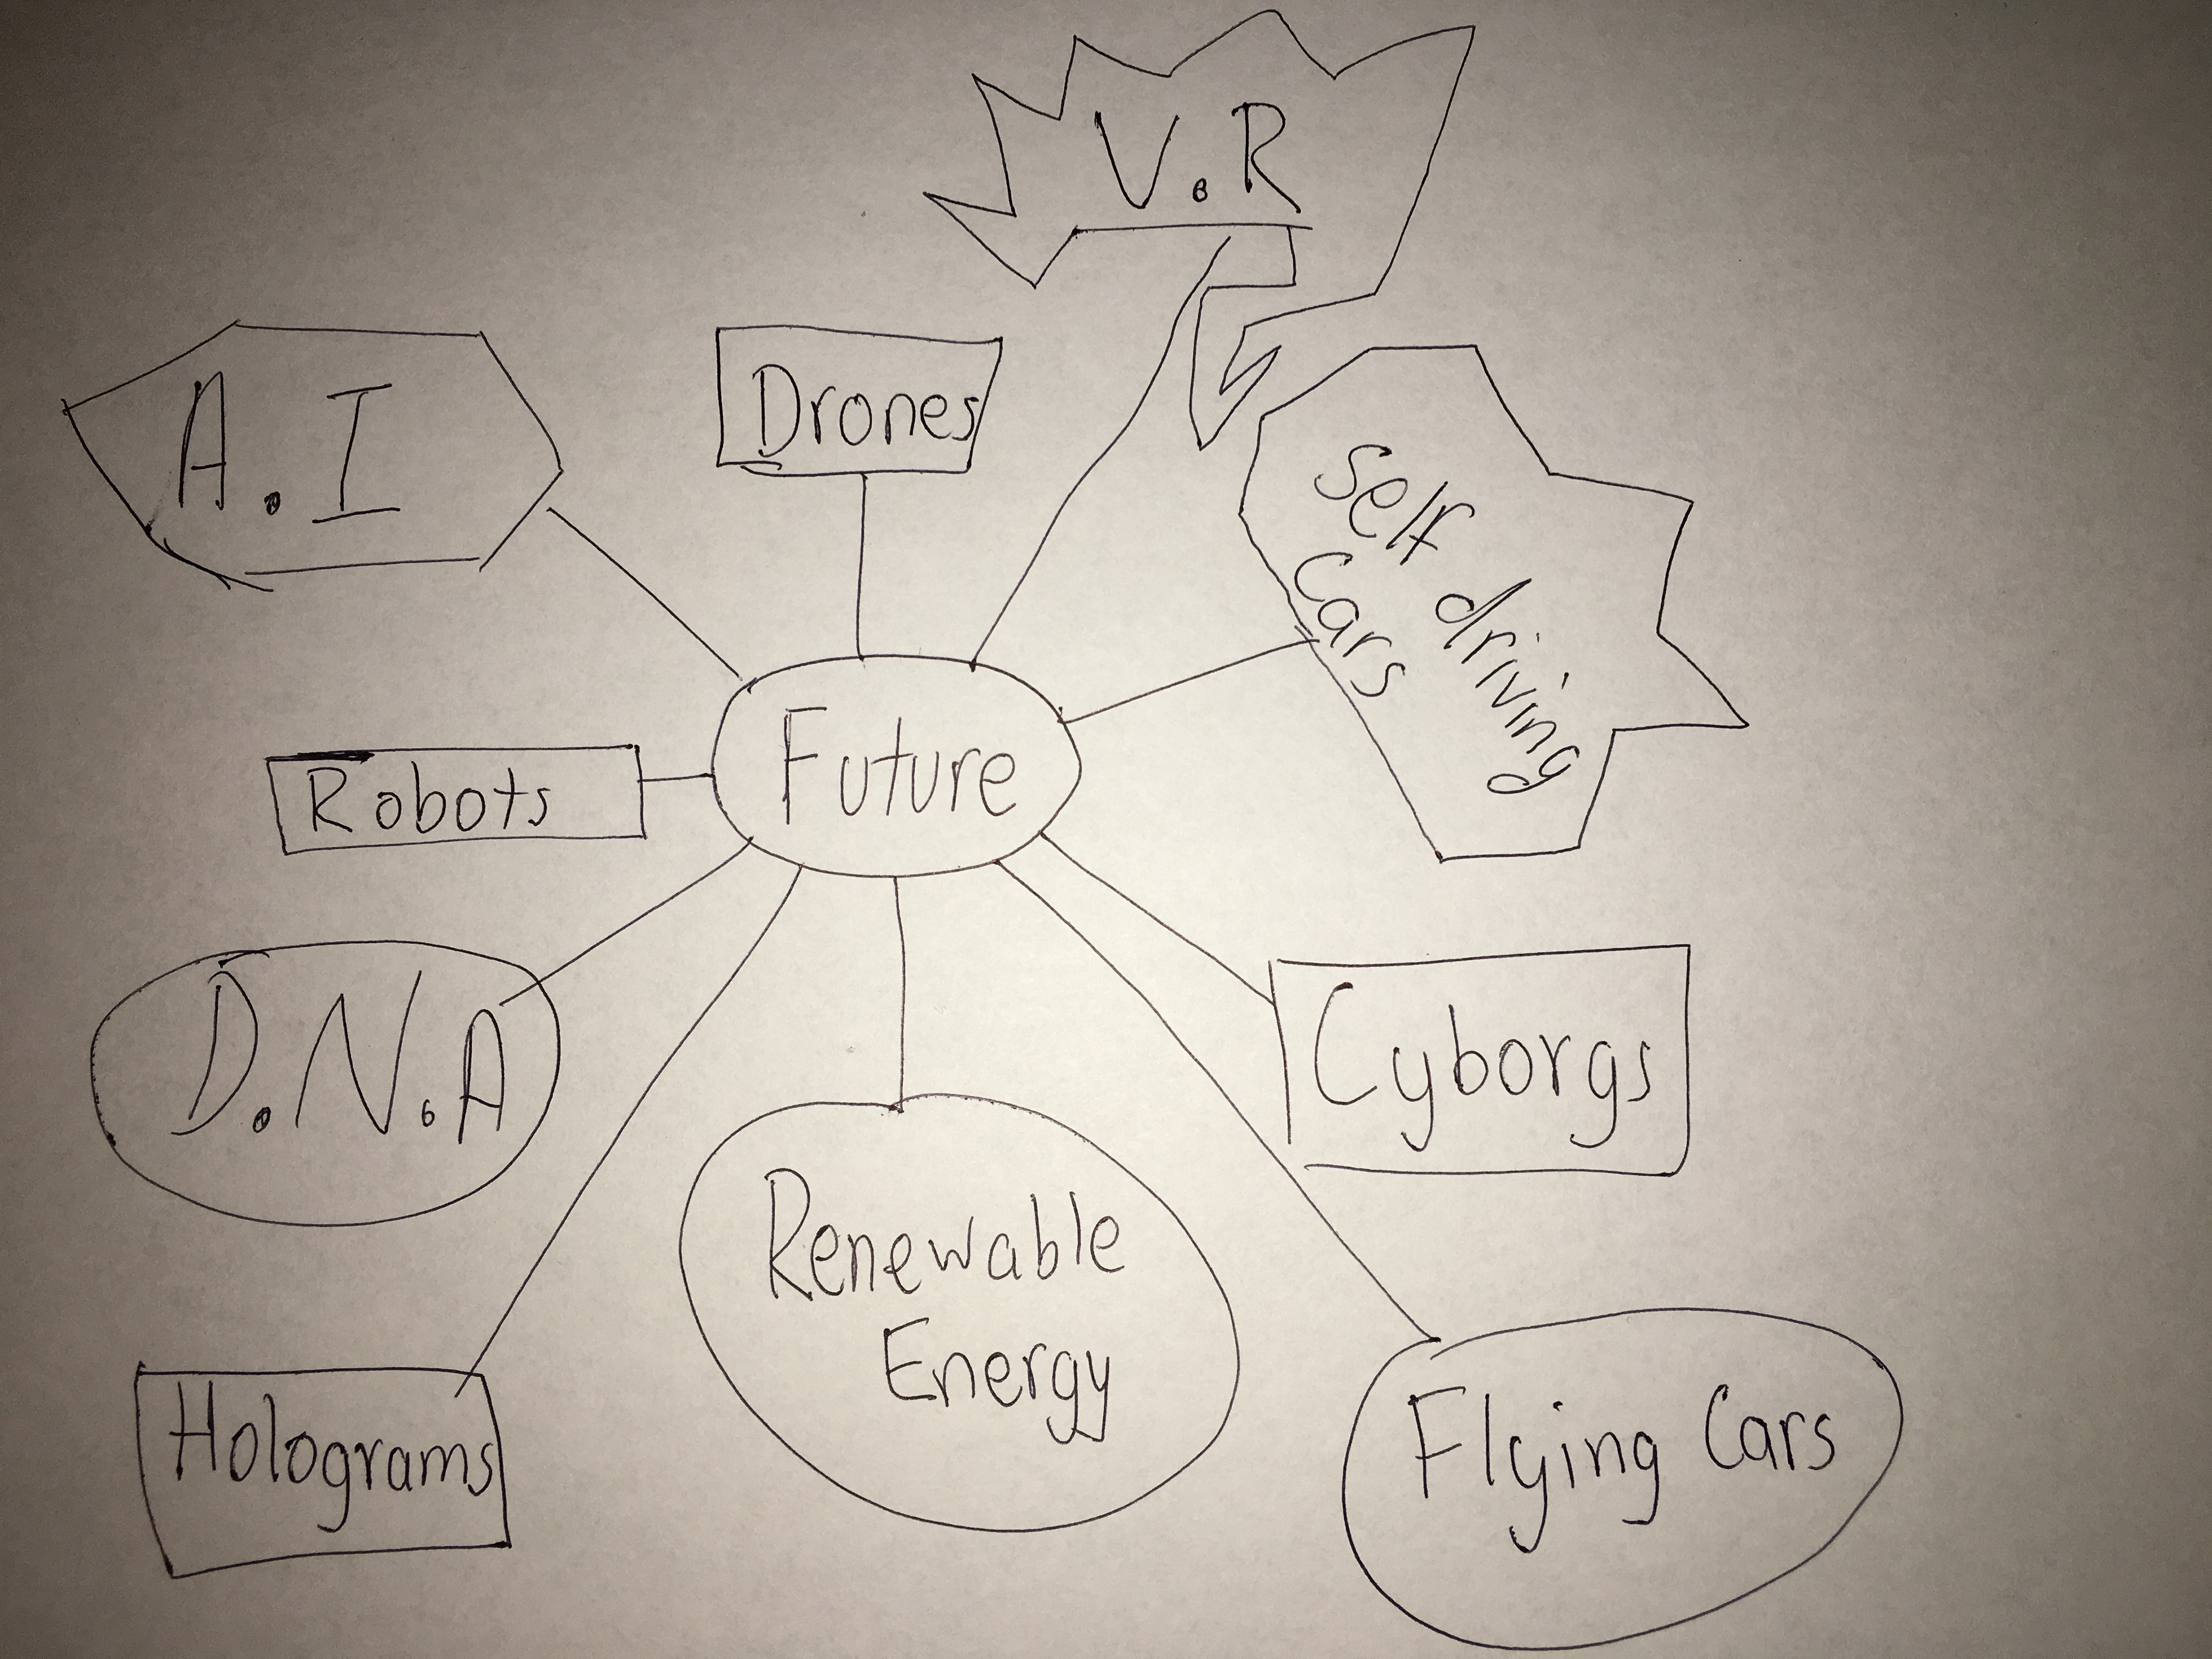 V.R
A.I
Drones
Self driving
Cars
Robots
Future
D.N.A
Cyborgs
Renewable
Energy
Holograms
Flying Cars